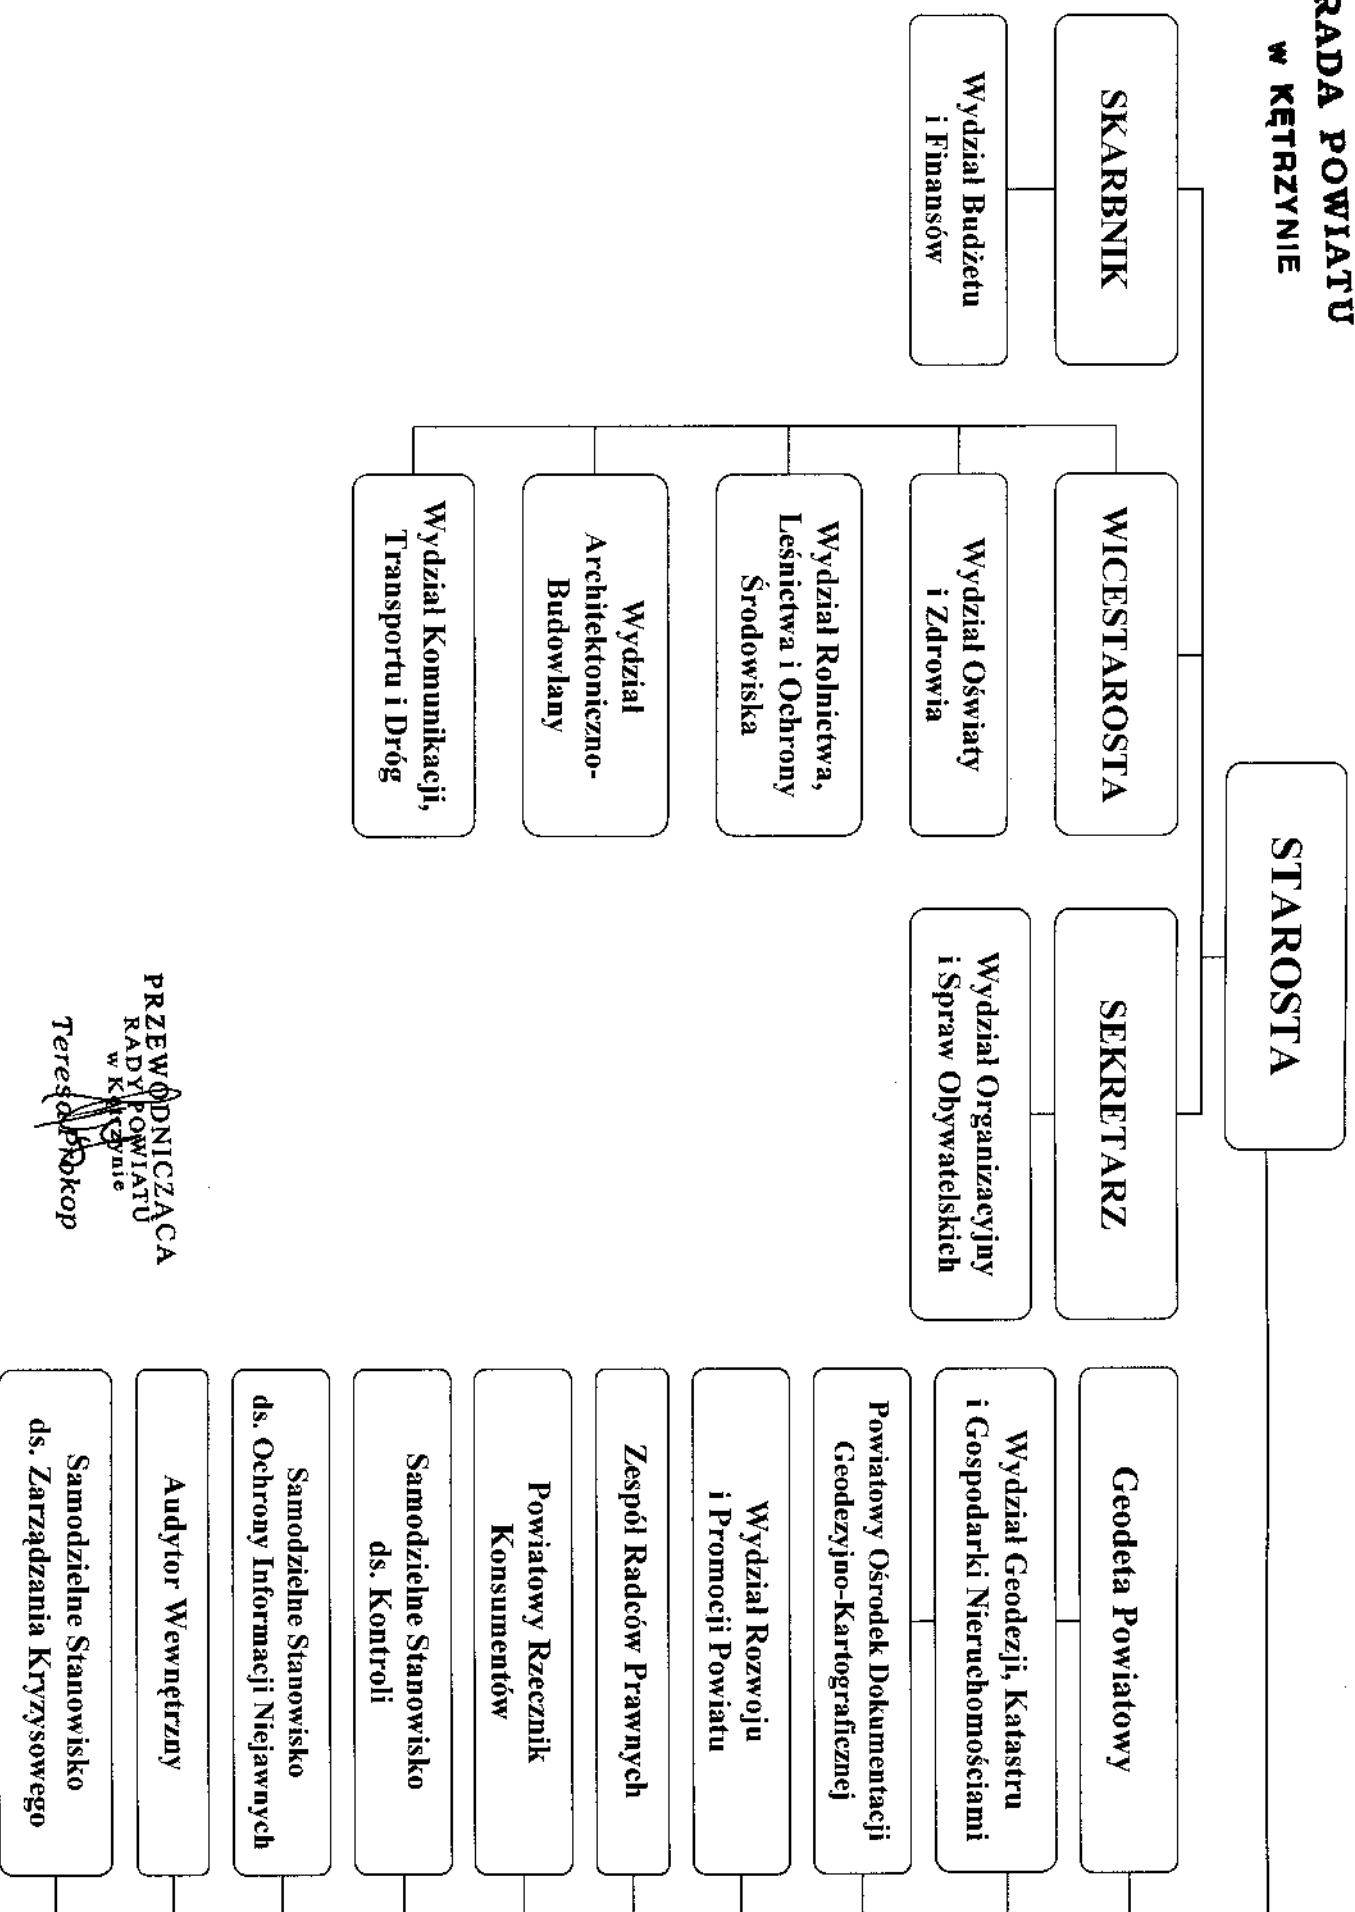 RADA POWIATU
w KĘTRZYNIE
STAROSTA
SKARBNIK
Wydział Budżetu
i Finansów
WICESTAROSTA
Wydział Oświaty
i Zdrowia
Wydział Rolnictwa,
Leśnictwa i Ochrony
Środowiska
Wydział
Architektoniczno-
Budowlany
Wydział Komunikacji,
Transportu i Dróg
SEKRETARZ
Wydział Organizacyjny
i Spraw Obywatelskich
Geodeta Powiatowy
Wydział Geodezji, Katastru
i Gospodarki Nieruchomościami
Powiatowy Ośrodek Dokumentacji
Geodezyjno-Kartograficznej
Wydział Rozwoju
i Promocji Powiatu
Zespół Radców Prawnych
Powiatowy Rzecznik
Konsumentów
Samodzielne Stanowisko
ds. Kontroli
Samodzielne Stanowisko
ds. Ochrony Informacji Niejawnych
Audytor Wewnętrzny
Samodzielne Stanowisko
ds. Zarządzania Kryzysowego
PRZEWODNICZĄCA
RADY POWIATU
w Kętrzynie
Teresa Prokop